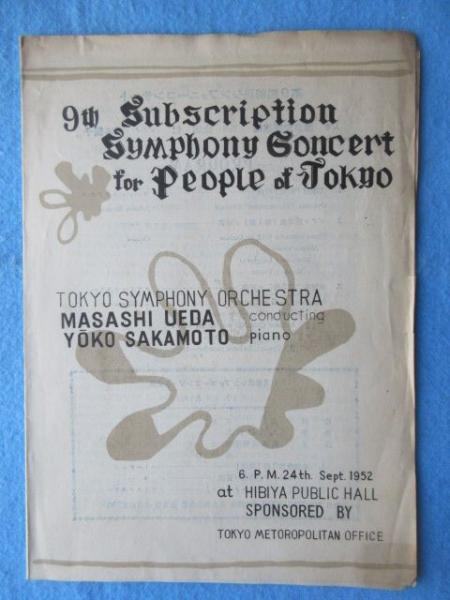 9th Subscription
Symphony Concert
for People of Tokyo
TOKYO SYMPHONY ORCHESTRA
MASASHI UEDA conducting
YŌKO SAKAMOTO piano
6. P.M. 24th. Sept. 1952
at HIBIYA PUBLIC HALL
SPONSORED BY
TOKYO METOROPOLITAN OFFICE